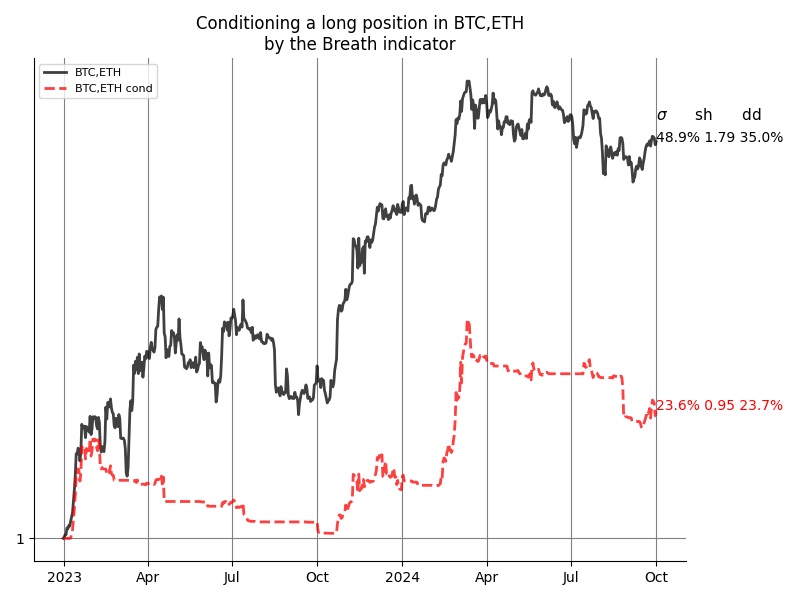 Conditioning a long position in BTC,ETH
by the Breath indicator
BTC,ETH
BTC,ETH cond
σ sh dd
48.9% 1.79 35.0%
23.6% 0.95 23.7%
1
2023 Apr Jul Oct 2024 Apr Jul Oct